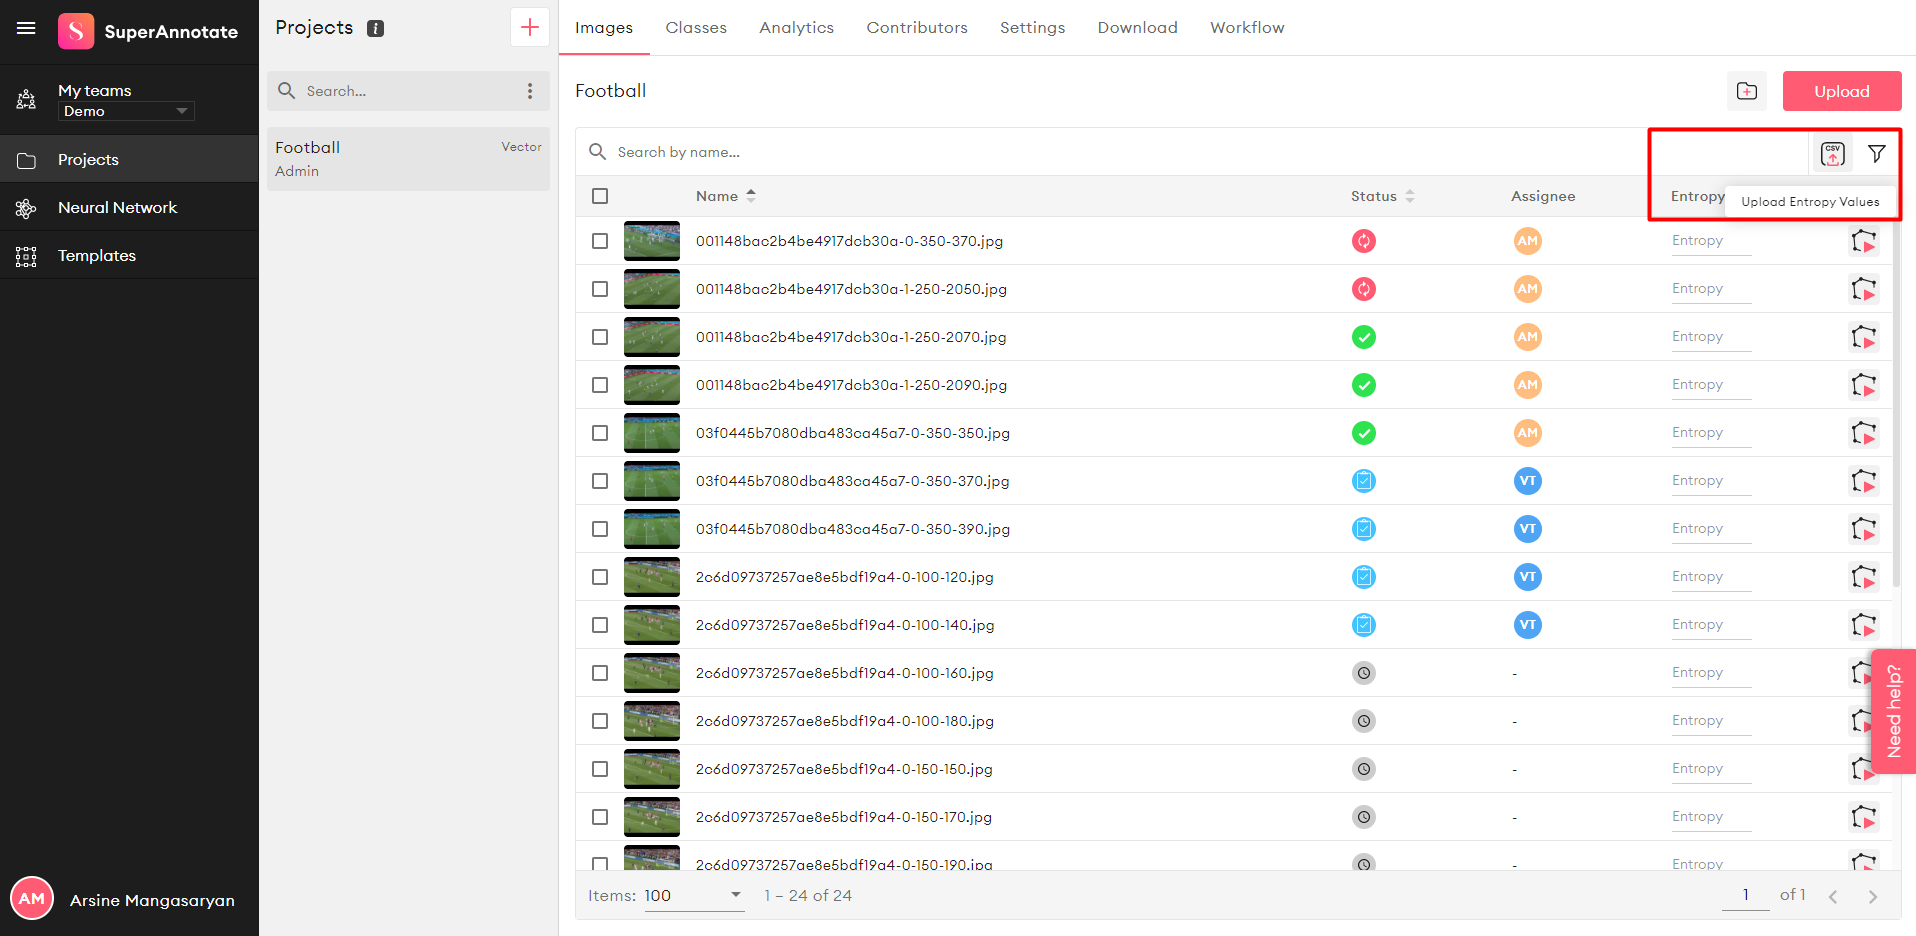 SuperAnnotate
My teams
Demo
Projects
Neural Network
Templates
AM
Arsine Mangasaryan
Projects i
Search...
Football Vector
Admin
Images Classes Analytics Contributors Settings Download Workflow
Football
Upload
Search by name...
CSV
Name Status Assignee Entropy
Upload Entropy Values
001148bac2b4be4917dcb30a-0-350-370.jpg AM Entropy
001148bac2b4be4917dcb30a-1-250-2050.jpg AM Entropy
001148bac2b4be4917dcb30a-1-250-2070.jpg AM Entropy
001148bac2b4be4917dcb30a-1-250-2090.jpg AM Entropy
03f0445b7080dba483ca45a7-0-350-350.jpg AM Entropy
03f0445b7080dba483ca45a7-0-350-370.jpg VT Entropy
03f0445b7080dba483ca45a7-0-350-390.jpg VT Entropy
2c6d09737257ae8e5bdf19a4-0-100-120.jpg VT Entropy
2c6d09737257ae8e5bdf19a4-0-100-140.jpg VT Entropy
2c6d09737257ae8e5bdf19a4-0-100-160.jpg - Entropy
2c6d09737257ae8e5bdf19a4-0-100-180.jpg - Entropy
2c6d09737257ae8e5bdf19a4-0-150-150.jpg - Entropy
2c6d09737257ae8e5bdf19a4-0-150-170.jpg - Entropy
2c6d09737257ae8e5bdf19a4-0-150-190.jpg - Entropy
Need help?
Items: 100 1 – 24 of 24 1 of 1